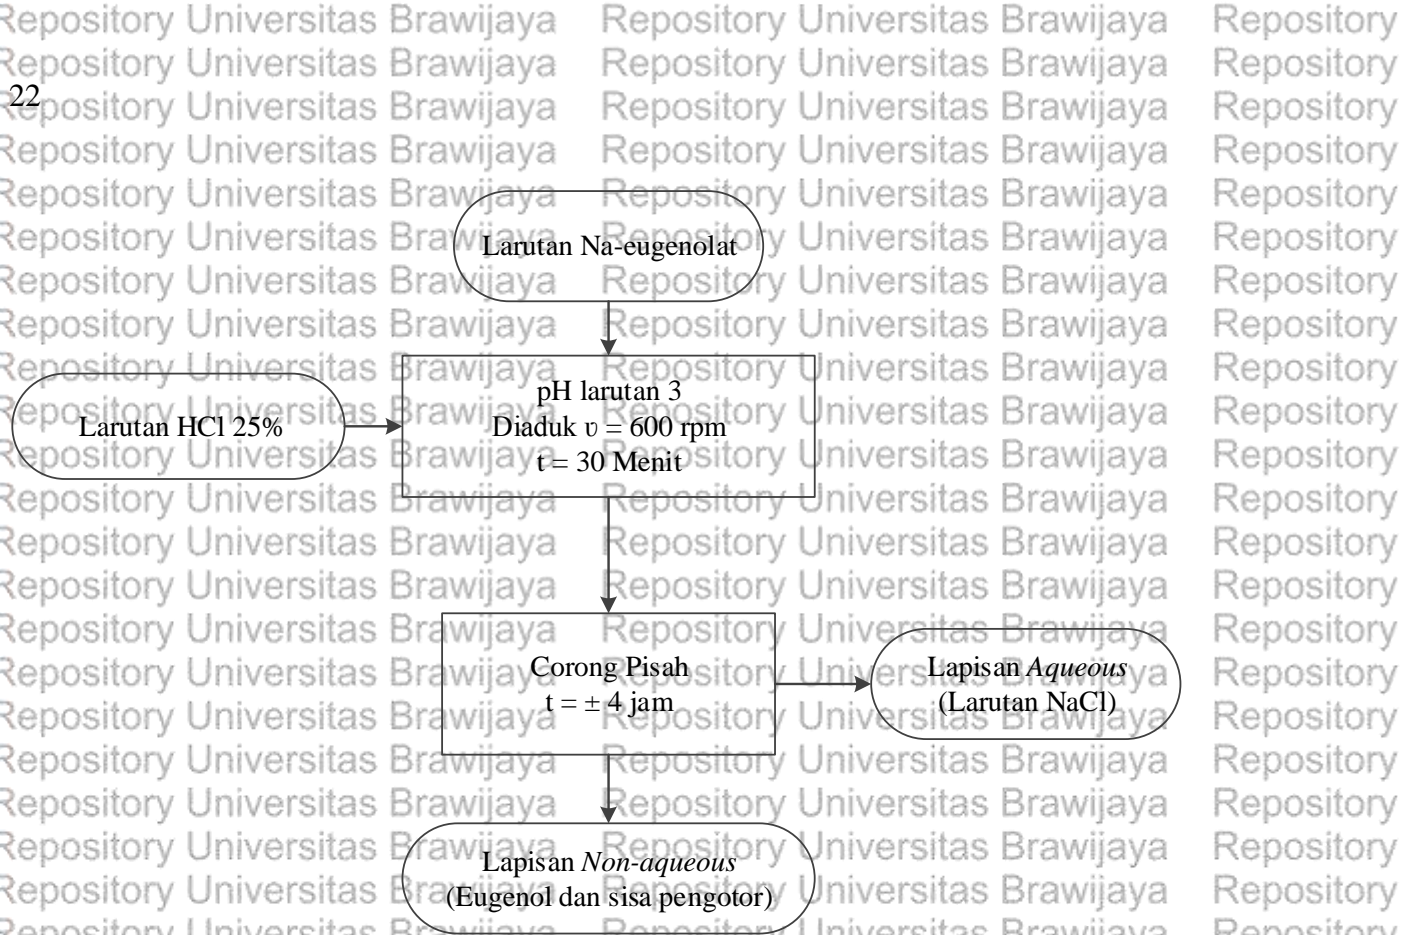 22
Larutan Na-eugenolat
pH larutan 3
Diaduk υ = 600 rpm
t = 30 Menit
Larutan HCl 25%
Corong Pisah
t = ± 4 jam
Lapisan Aqueous
(Larutan NaCl)
Lapisan Non-aqueous
(Eugenol dan sisa pengotor)
Repository Universitas Brawijaya